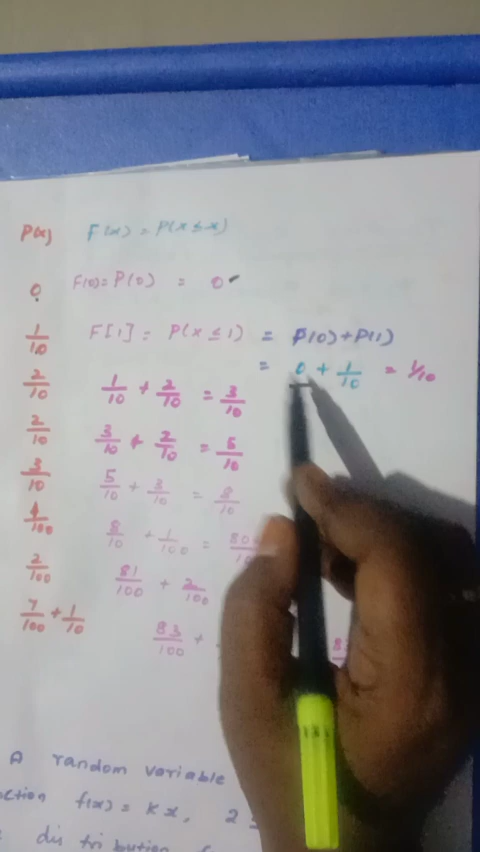 P(x) F(x) = P(X ≤ x)
0 F(0) = P(0) = 0
1/10 F[1] = P(x ≤ 1) = P(0) + P(1)
= 0 + 1/10 = 1/10
2/10 1/10 + 2/10 = 3/10
2/10 3/10 + 2/10 = 5/10
3/10 5/10 + 3/10 = 8/10
1/100 8/10 + 1/100 =
2/100 81/100 + 2/100
7/100 + 1/10 83/100 +
A random variable
f(x) = kx, 2
distribution